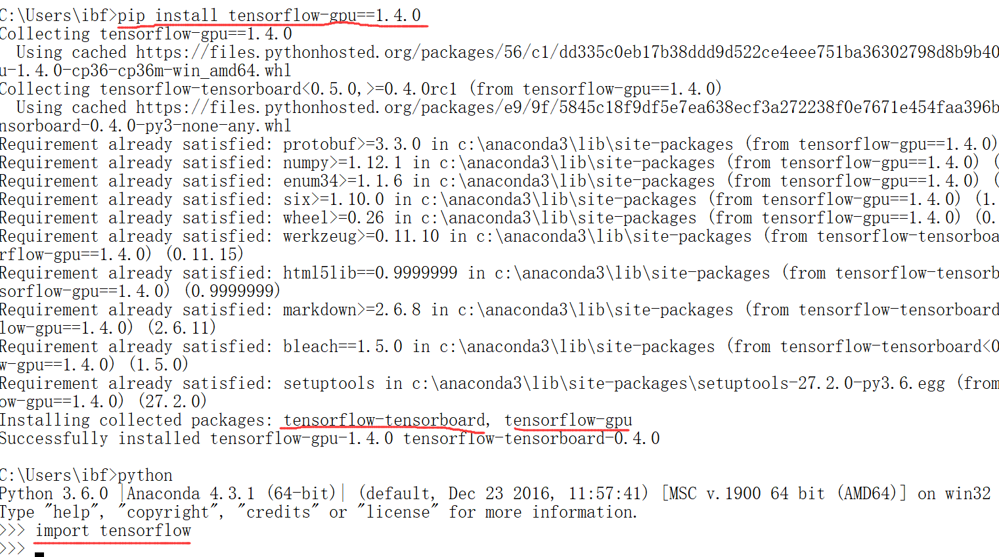 C:\Users\ibf>pip install tensorflow-gpu==1.4.0
Collecting tensorflow-gpu==1.4.0
  Using cached https://files.pythonhosted.org/packages/56/c1/dd335c0eb17b38ddd9d522ce4eee751ba36302798d8b9b40
u-1.4.0-cp36-cp36m-win_amd64.whl
Collecting tensorflow-tensorboard<0.5.0,>=0.4.0rc1 (from tensorflow-gpu==1.4.0)
  Using cached https://files.pythonhosted.org/packages/e9/9f/5845c18f9df5e7ea638ecf3a272238f0e7671e454faa396b
nsorboard-0.4.0-py3-none-any.whl
Requirement already satisfied: protobuf>=3.3.0 in c:\anaconda3\lib\site-packages (from tensorflow-gpu==1.4.0)
Requirement already satisfied: numpy>=1.12.1 in c:\anaconda3\lib\site-packages (from tensorflow-gpu==1.4.0) (
Requirement already satisfied: enum34>=1.1.6 in c:\anaconda3\lib\site-packages (from tensorflow-gpu==1.4.0) (
Requirement already satisfied: six>=1.10.0 in c:\anaconda3\lib\site-packages (from tensorflow-gpu==1.4.0) (1.
Requirement already satisfied: wheel>=0.26 in c:\anaconda3\lib\site-packages (from tensorflow-gpu==1.4.0) (0.
Requirement already satisfied: werkzeug>=0.11.10 in c:\anaconda3\lib\site-packages (from tensorflow-tensorboa
rflow-gpu==1.4.0) (0.11.15)
Requirement already satisfied: html5lib==0.9999999 in c:\anaconda3\lib\site-packages (from tensorflow-tensorb
sorflow-gpu==1.4.0) (0.9999999)
Requirement already satisfied: markdown>=2.6.8 in c:\anaconda3\lib\site-packages (from tensorflow-tensorboard
low-gpu==1.4.0) (2.6.11)
Requirement already satisfied: bleach==1.5.0 in c:\anaconda3\lib\site-packages (from tensorflow-tensorboard<0
w-gpu==1.4.0) (1.5.0)
Requirement already satisfied: setuptools in c:\anaconda3\lib\site-packages\setuptools-27.2.0-py3.6.egg (from
ow-gpu==1.4.0) (27.2.0)
Installing collected packages: tensorflow-tensorboard, tensorflow-gpu
Successfully installed tensorflow-gpu-1.4.0 tensorflow-tensorboard-0.4.0
C:\Users\ibf>python
Python 3.6.0 |Anaconda 4.3.1 (64-bit)| (default, Dec 23 2016, 11:57:41) [MSC v.1900 64 bit (AMD64)] on win32
Type "help", "copyright", "credits" or "license" for more information.
>>> import tensorflow
>>>